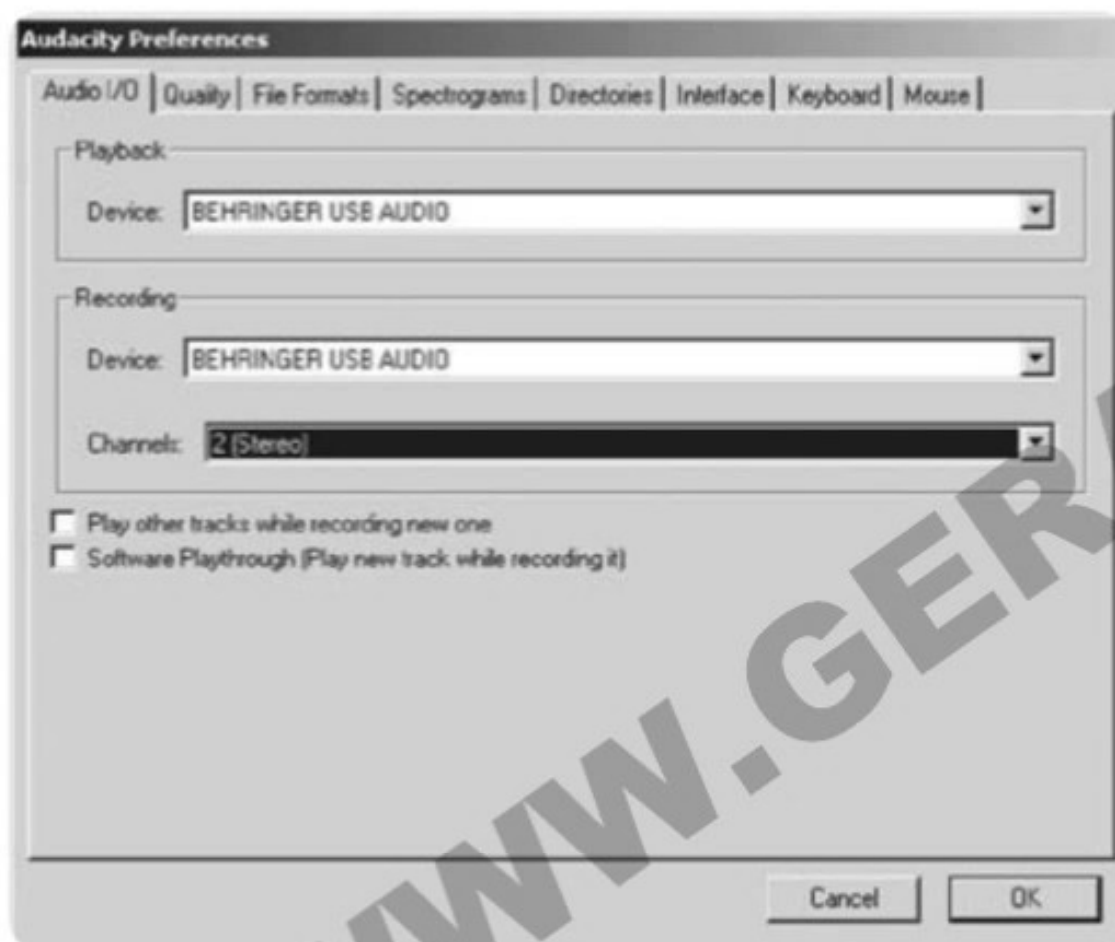 Audacity Preferences
Audio I/O Quality File Formats Spectrograms Directories Interface Keyboard Mouse
Playback
Device: BEHRINGER USB AUDIO
Recording
Device: BEHRINGER USB AUDIO
Channels: 2 (Stereo)
Play other tracks while recording new one
Software Playthrough (Play new track while recording it)
Cancel OK
WWW.GER